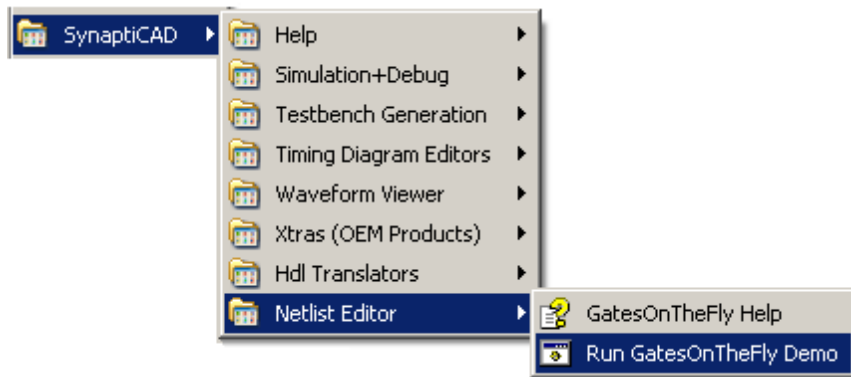 SynaptiCAD
Help
Simulation+Debug
Testbench Generation
Timing Diagram Editors
Waveform Viewer
Xtras (OEM Products)
Hdl Translators
Netlist Editor
GatesOnTheFly Help
Run GatesOnTheFly Demo